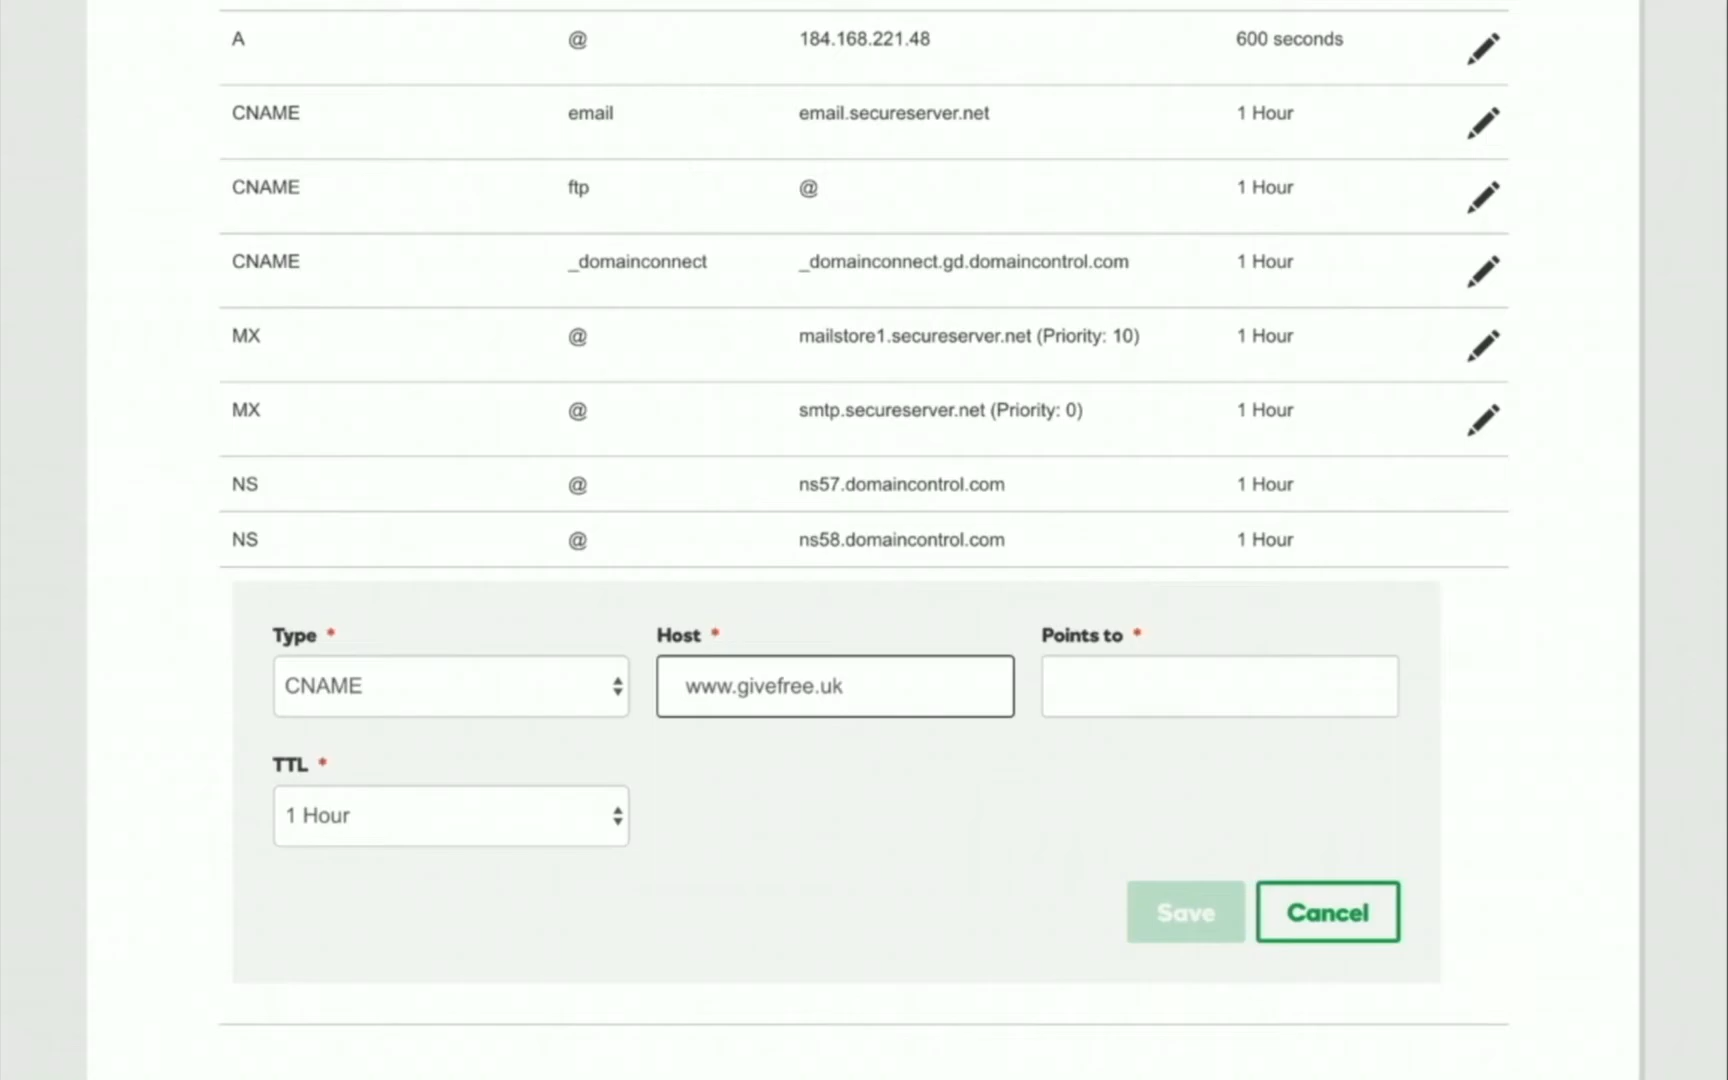 A @ 184.168.221.48 600 seconds
CNAME email email.secureserver.net 1 Hour
CNAME ftp @ 1 Hour
CNAME _domainconnect _domainconnect.gd.domaincontrol.com 1 Hour
MX @ mailstore1.secureserver.net (Priority: 10) 1 Hour
MX @ smtp.secureserver.net (Priority: 0) 1 Hour
NS @ ns57.domaincontrol.com 1 Hour
NS @ ns58.domaincontrol.com 1 Hour
Type * Host * Points to *
CNAME www.givefree.uk
TTL *
1 Hour
Save Cancel